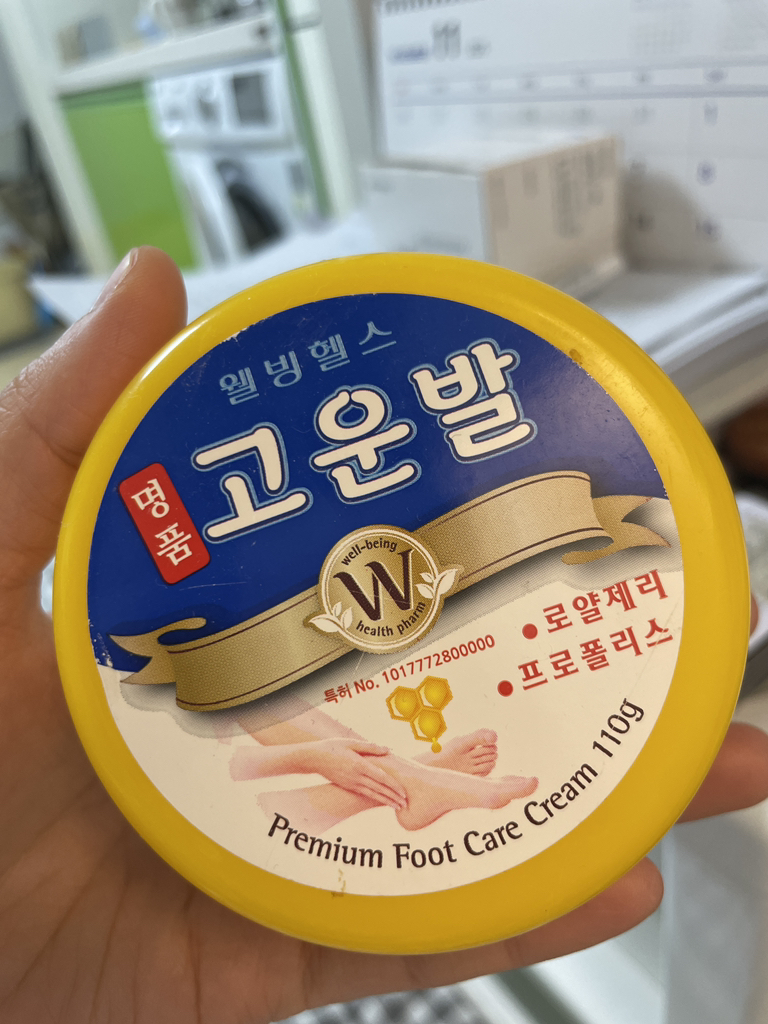 웰빙헬스
명품
고운발
well-being
W
health pharm
특허 No. 1017772800000
● 로얄제리
● 프로폴리스
Premium Foot Care Cream 110g
11